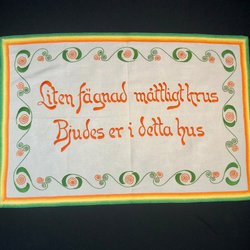 Liten fägnad måttligt krus
Bjudes er i detta hus